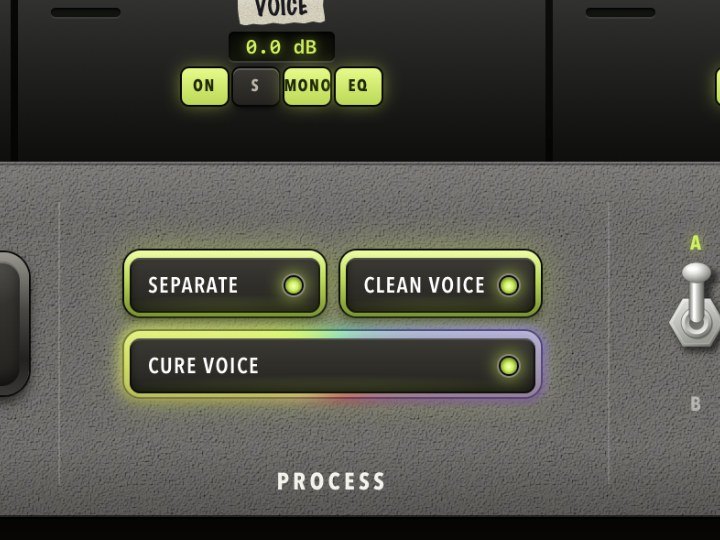 VOICE
0.0 dB
ON S MONO EQ
SEPARATE CLEAN VOICE
CURE VOICE
A
B
PROCESS